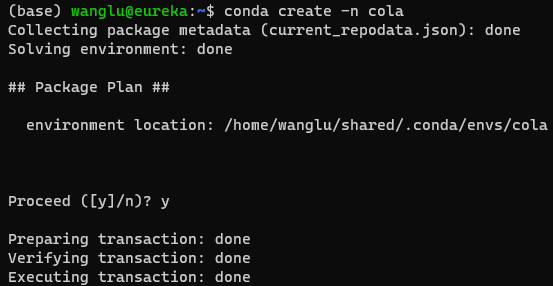 (base) wanglu@eureka:~$ conda create -n cola
Collecting package metadata (current_repodata.json): done
Solving environment: done
## Package Plan ##
environment location: /home/wanglu/shared/.conda/envs/cola
Proceed ([y]/n)? y
Preparing transaction: done
Verifying transaction: done
Executing transaction: done